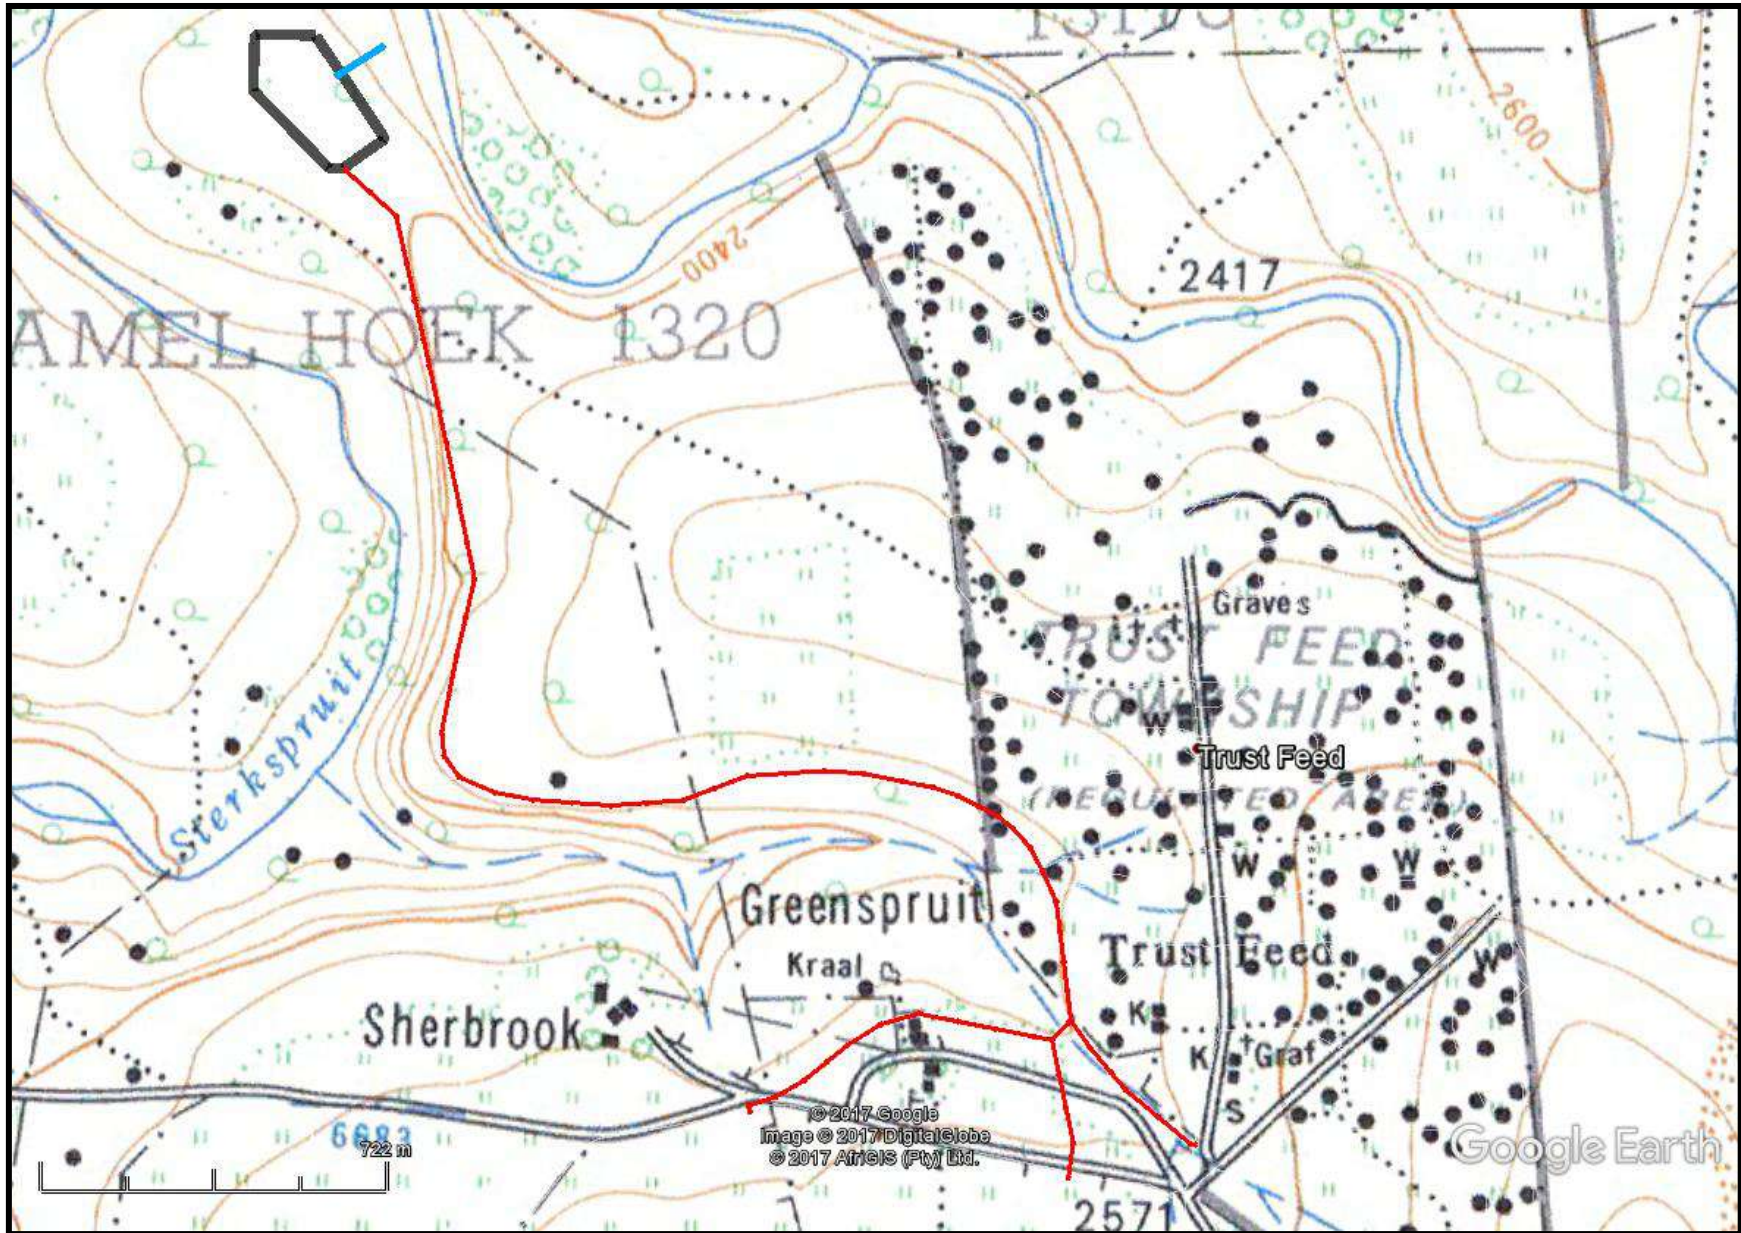 2600
2400
2417
AMEL HOEK 1320
Graves
TRUST FEED
TOWNSHIP
W
Trust Feed
Sterkspruit
W
W
Greenspruit
Trust Feed
W
Kraal
Sherbrook
K
K
Graf
S
© 2017 Google
Image © 2017 DigitalGlobe
© 2017 AfriGIS (Pty) Ltd.
722 m
Google Earth
2571